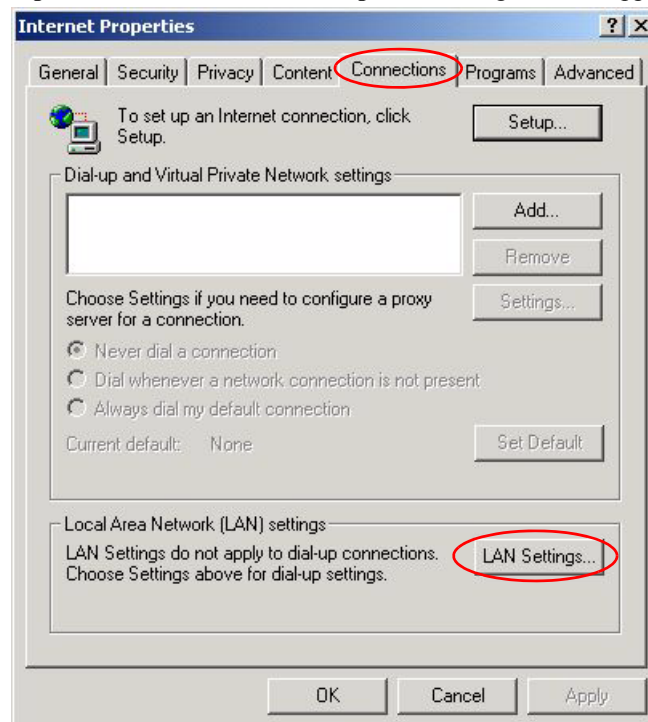 Internet Properties
General Security Privacy Content Connections Programs Advanced
To set up an Internet connection, click
Setup.
Setup...
Dial-up and Virtual Private Network settings
Add...
Remove
Choose Settings if you need to configure a proxy
server for a connection.
Settings...
Never dial a connection
Dial whenever a network connection is not present
Always dial my default connection
Current default: None
Set Default
Local Area Network (LAN) settings
LAN Settings do not apply to dial-up connections.
Choose Settings above for dial-up settings.
LAN Settings...
OK Cancel Apply